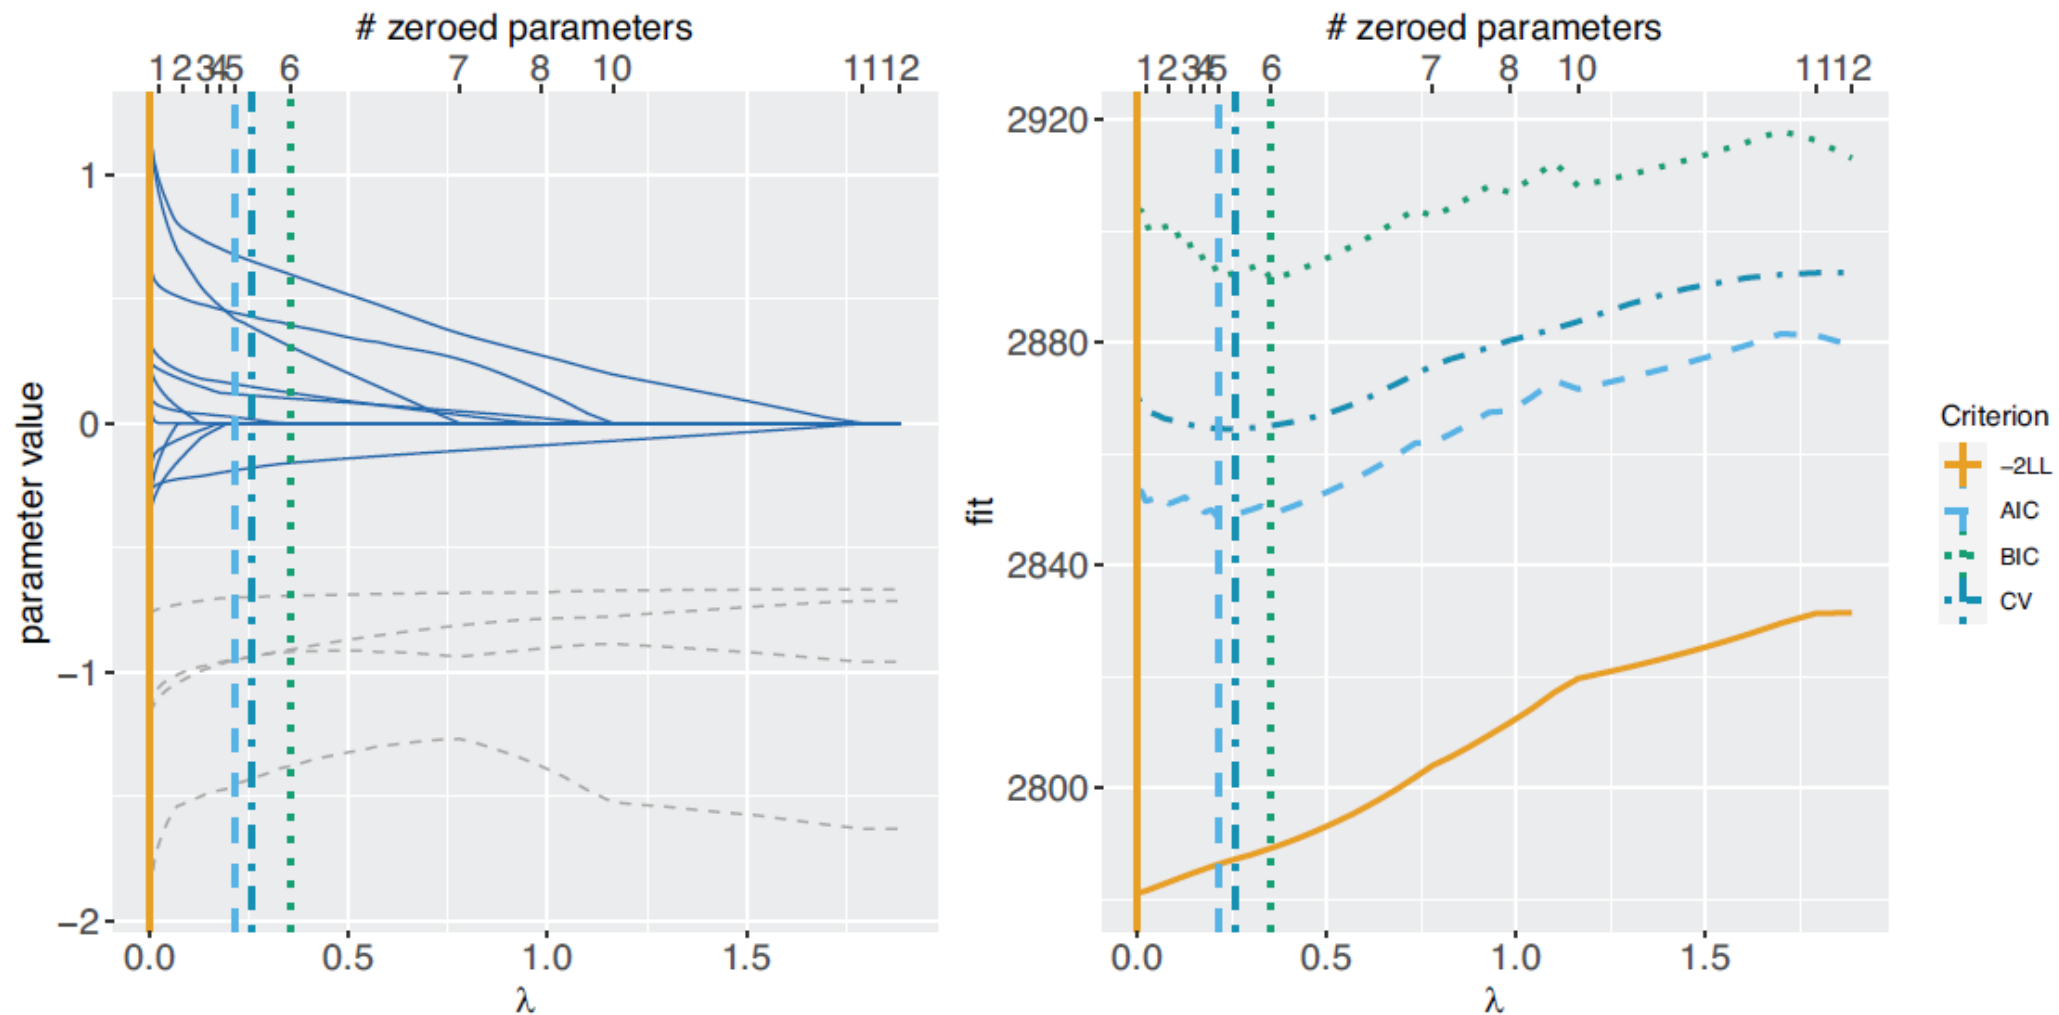 # zeroed parameters
1 2 3 4 5 6 7 8 10 11 12
1
0
−1
−2
parameter value
0.0 0.5 1.0 1.5
λ
# zeroed parameters
1 2 3 4 5 6 7 8 10 11 12
2920
2880
2840
2800
fit
0.0 0.5 1.0 1.5
λ
Criterion
−2LL
AIC
BIC
CV